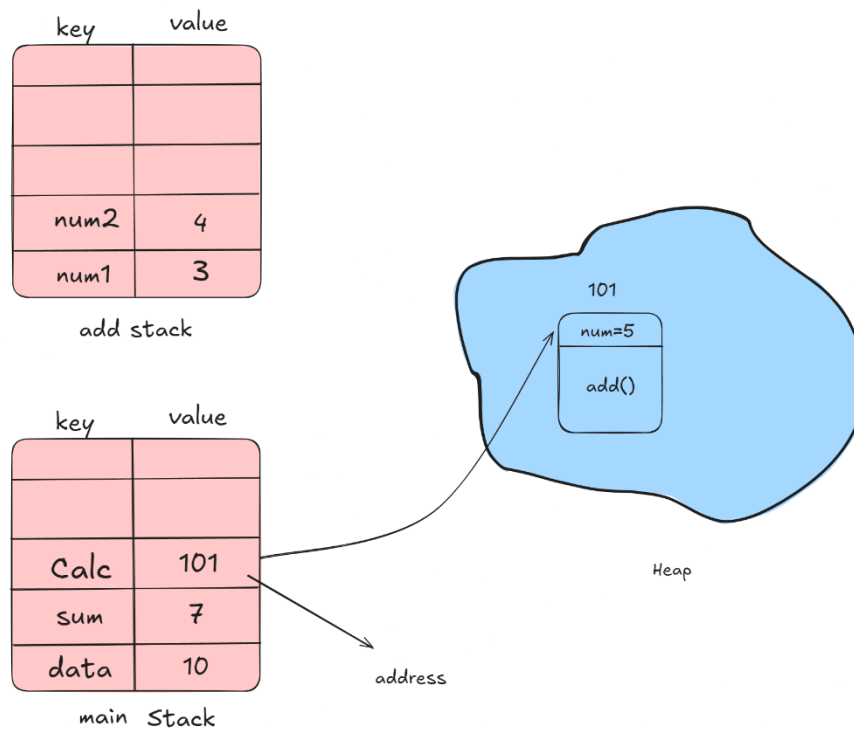 key value
num2 4
num1 3
add stack
101
num=5
add()
Heap
key value
Calc 101
sum 7
data 10
address
main Stack